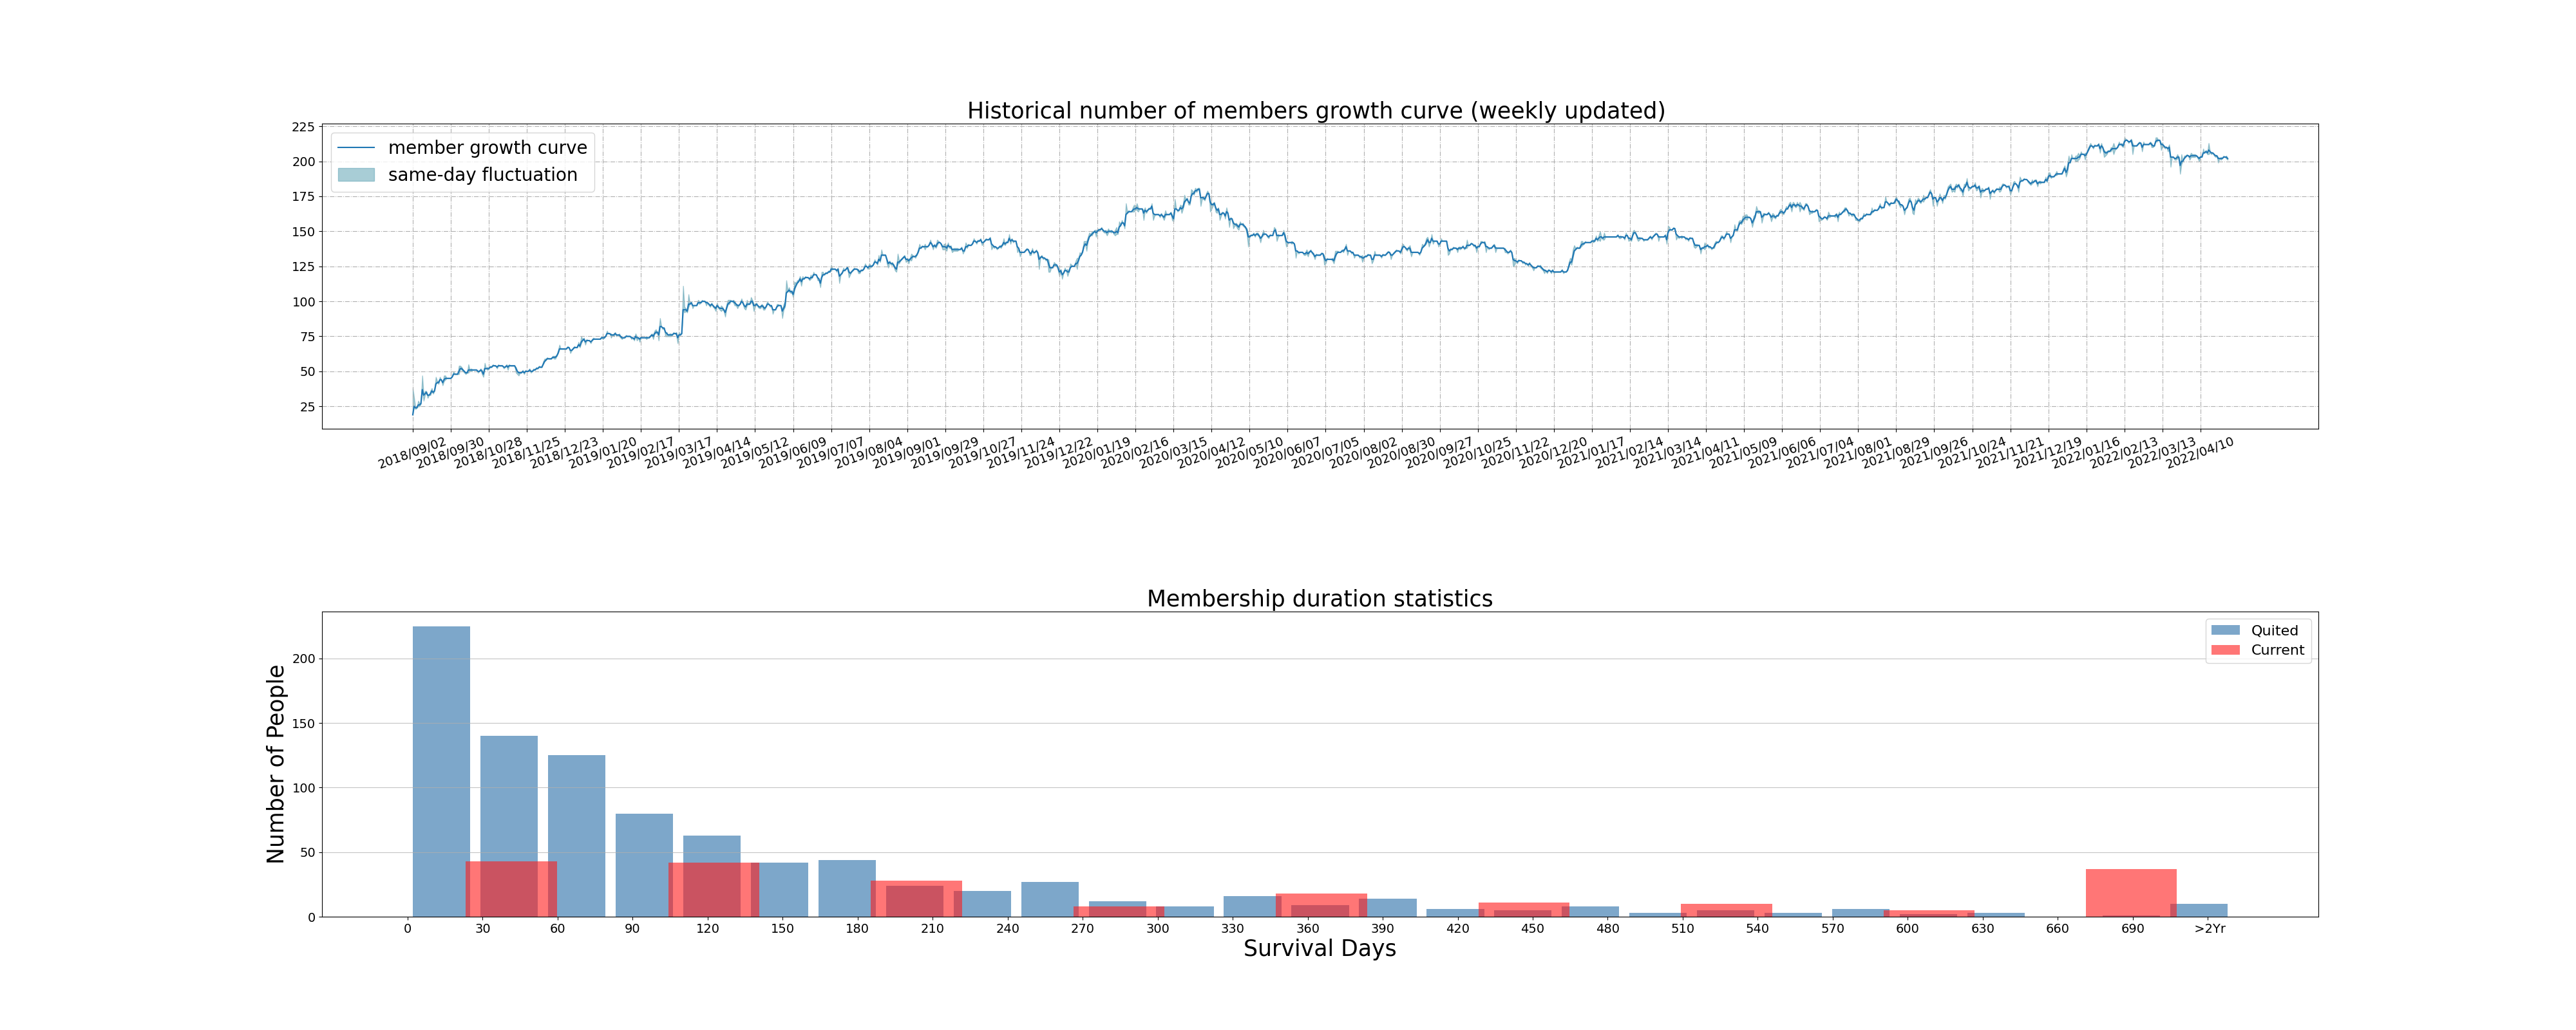 Historical number of members growth curve (weekly updated)
225
200
175
150
125
100
75
50
25
member growth curve
same-day fluctuation
2018/09/02 2018/09/30 2018/10/28 2018/11/25 2018/12/23 2019/01/20 2019/02/17 2019/03/17 2019/04/14 2019/05/12 2019/06/09 2019/07/07 2019/08/04 2019/09/01 2019/09/29 2019/10/27 2019/11/24 2019/12/22 2020/01/19 2020/02/16 2020/03/15 2020/04/12 2020/05/10 2020/06/07 2020/07/05 2020/08/02 2020/08/30 2020/09/27 2020/10/25 2020/11/22 2020/12/20 2021/01/17 2021/02/14 2021/03/14 2021/04/11 2021/05/09 2021/06/06 2021/07/04 2021/08/01 2021/08/29 2021/09/26 2021/10/24 2021/11/21 2021/12/19 2022/01/16 2022/02/13 2022/03/13 2022/04/10
Membership duration statistics
Number of People
200
150
100
50
0
Quited
Current
0 30 60 90 120 150 180 210 240 270 300 330 360 390 420 450 480 510 540 570 600 630 660 690 >2Yr
Survival Days